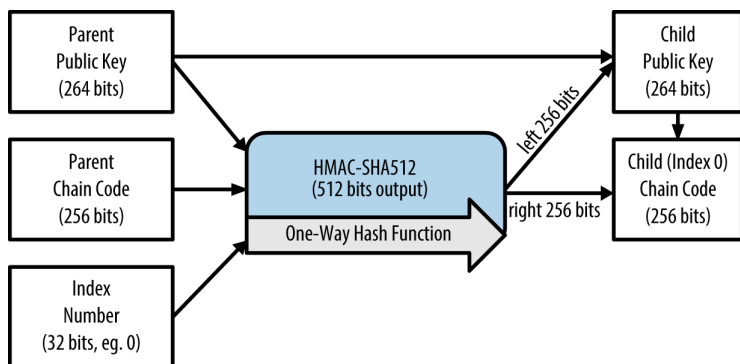 Parent
Public Key
(264 bits)
Child
Public Key
(264 bits)
left 256 bits
Parent
Chain Code
(256 bits)
HMAC-SHA512
(512 bits output)
One-Way Hash Function
right 256 bits
Child (Index 0)
Chain Code
(256 bits)
Index
Number
(32 bits, eg. 0)